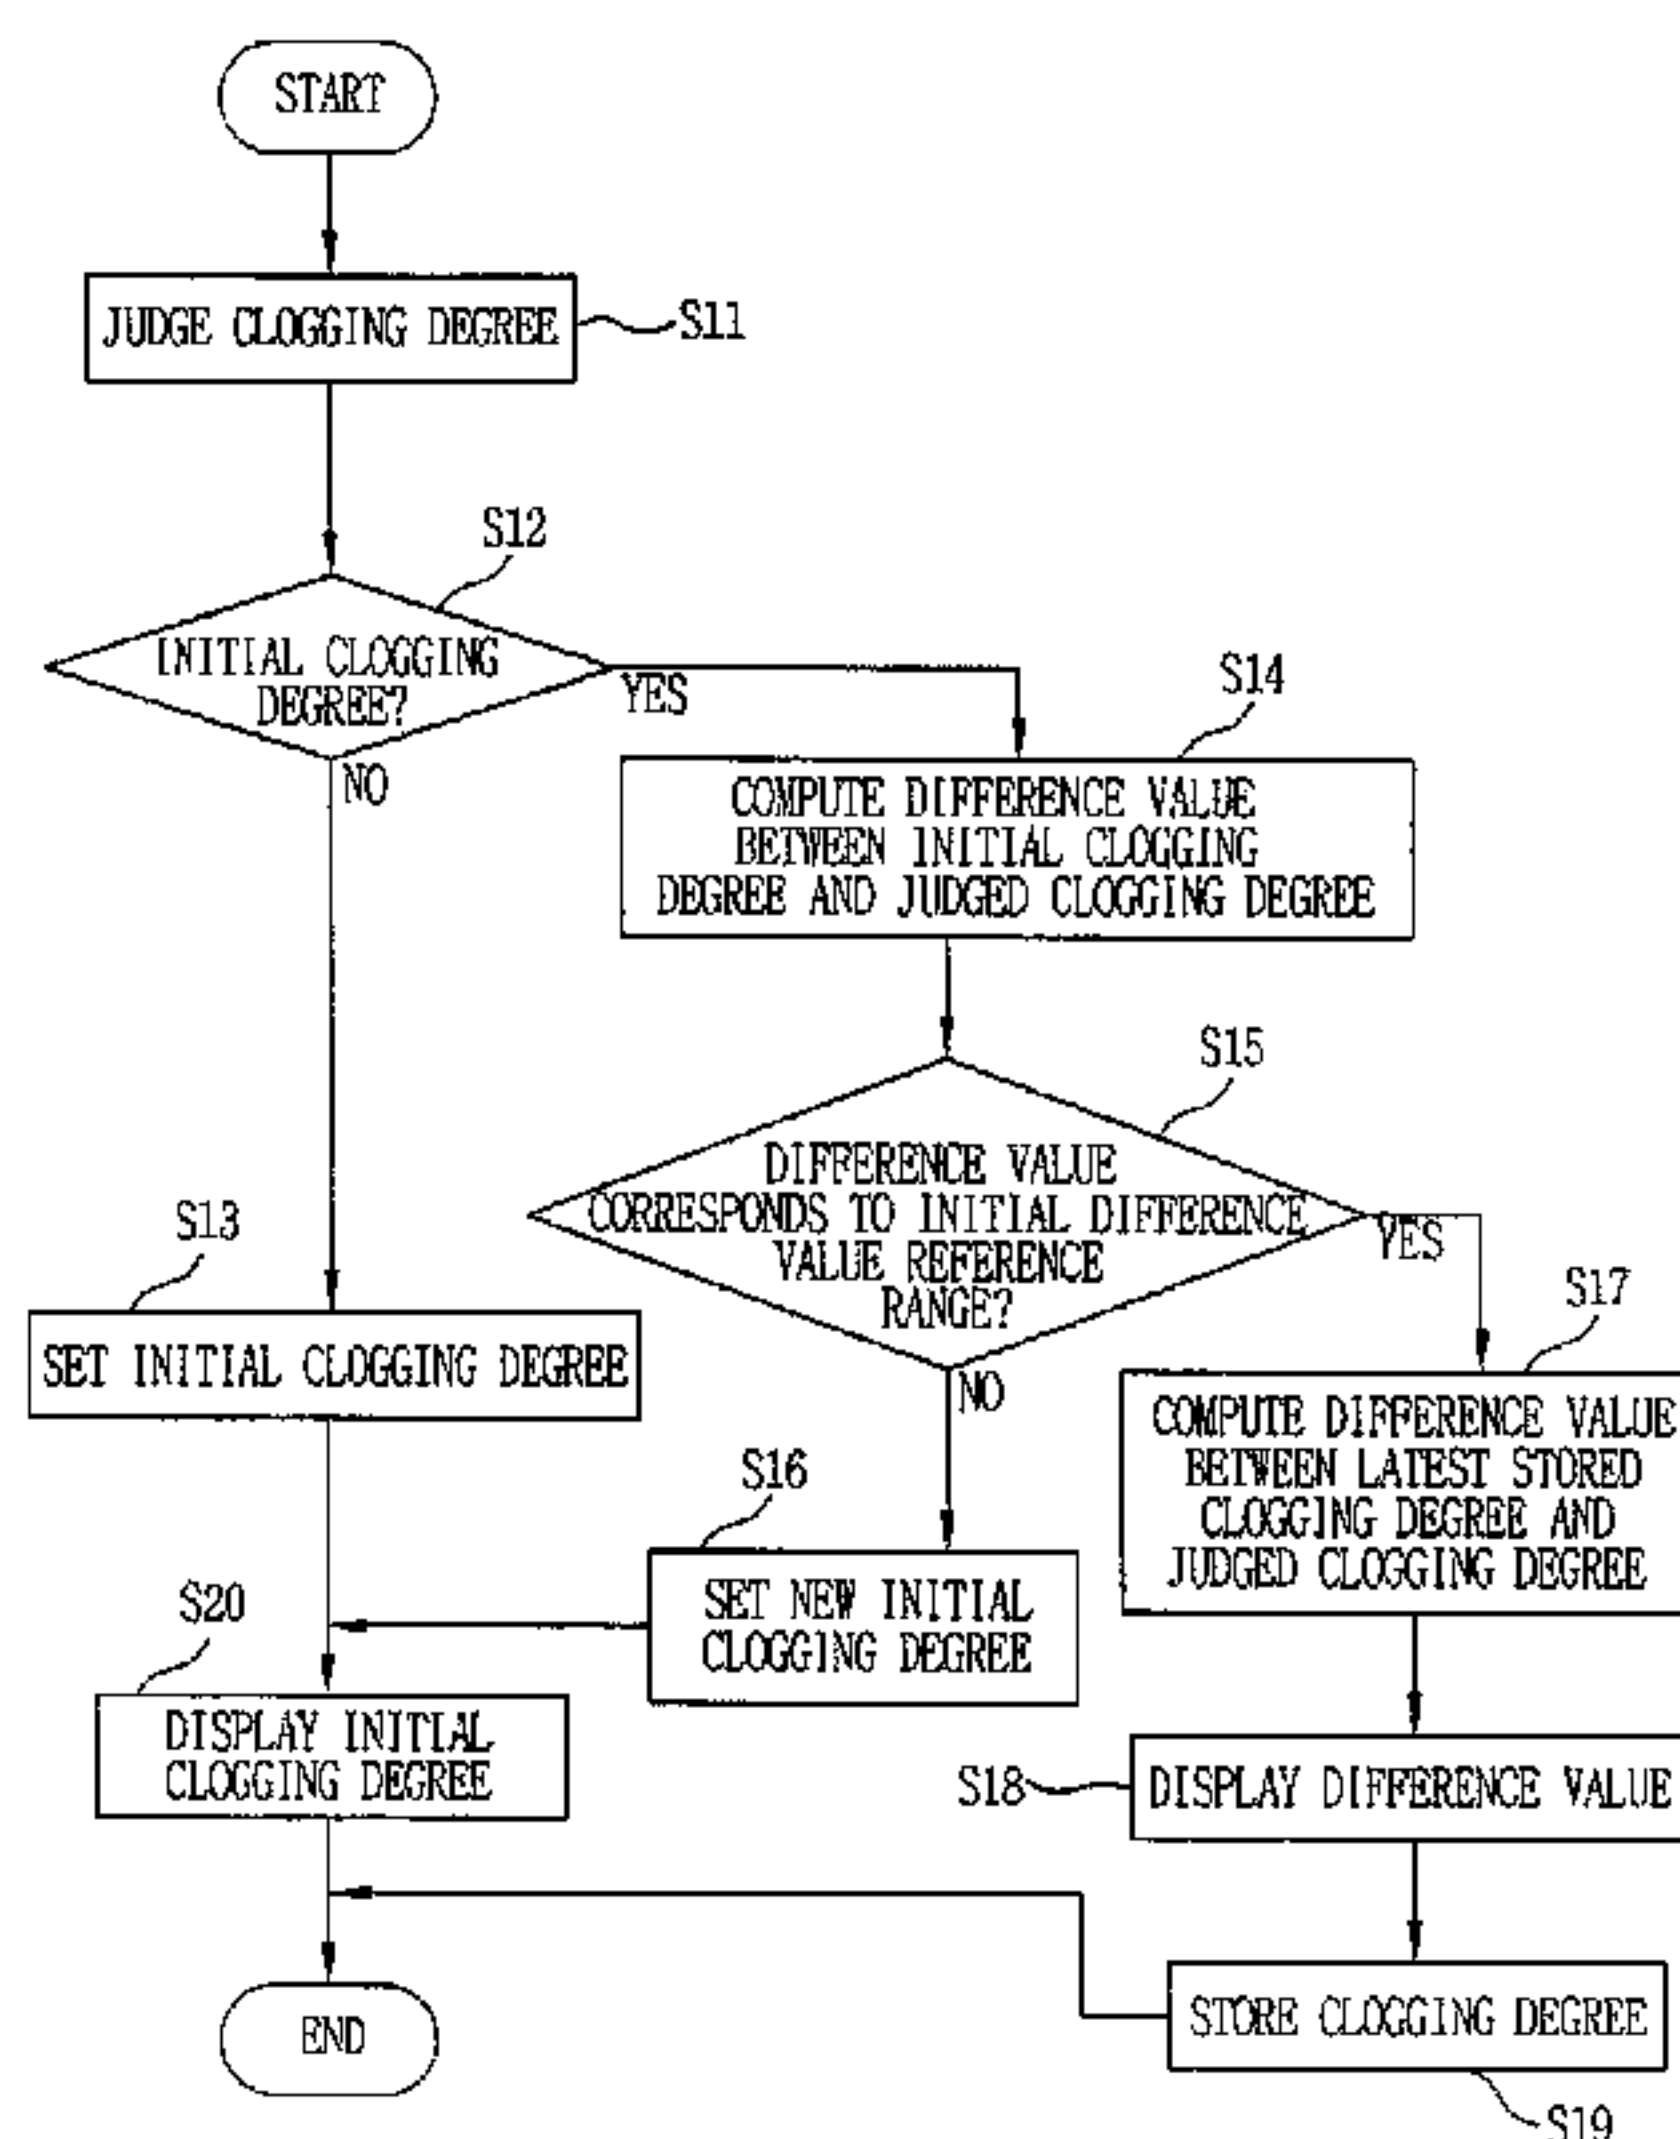 START
JUDGE CLOGGING DEGREE
S11
S12
INITIAL CLOGGING
DEGREE?
YES
NO
S14
COMPUTE DIFFERENCE VALUE
BETWEEN INITIAL CLOGGING
DEGREE AND JUDGED CLOGGING DEGREE
S15
DIFFERENCE VALUE
CORRESPONDS TO INITIAL DIFFERENCE
VALUE REFERENCE
RANGE?
YES
NO
S13
SET INITIAL CLOGGING DEGREE
S17
COMPUTE DIFFERENCE VALUE
BETWEEN LATEST STORED
CLOGGING DEGREE AND
JUDGED CLOGGING DEGREE
S16
SET NEW INITIAL
CLOGGING DEGREE
S20
DISPLAY INITIAL
CLOGGING DEGREE
S18
DISPLAY DIFFERENCE VALUE
END
STORE CLOGGING DEGREE
S19